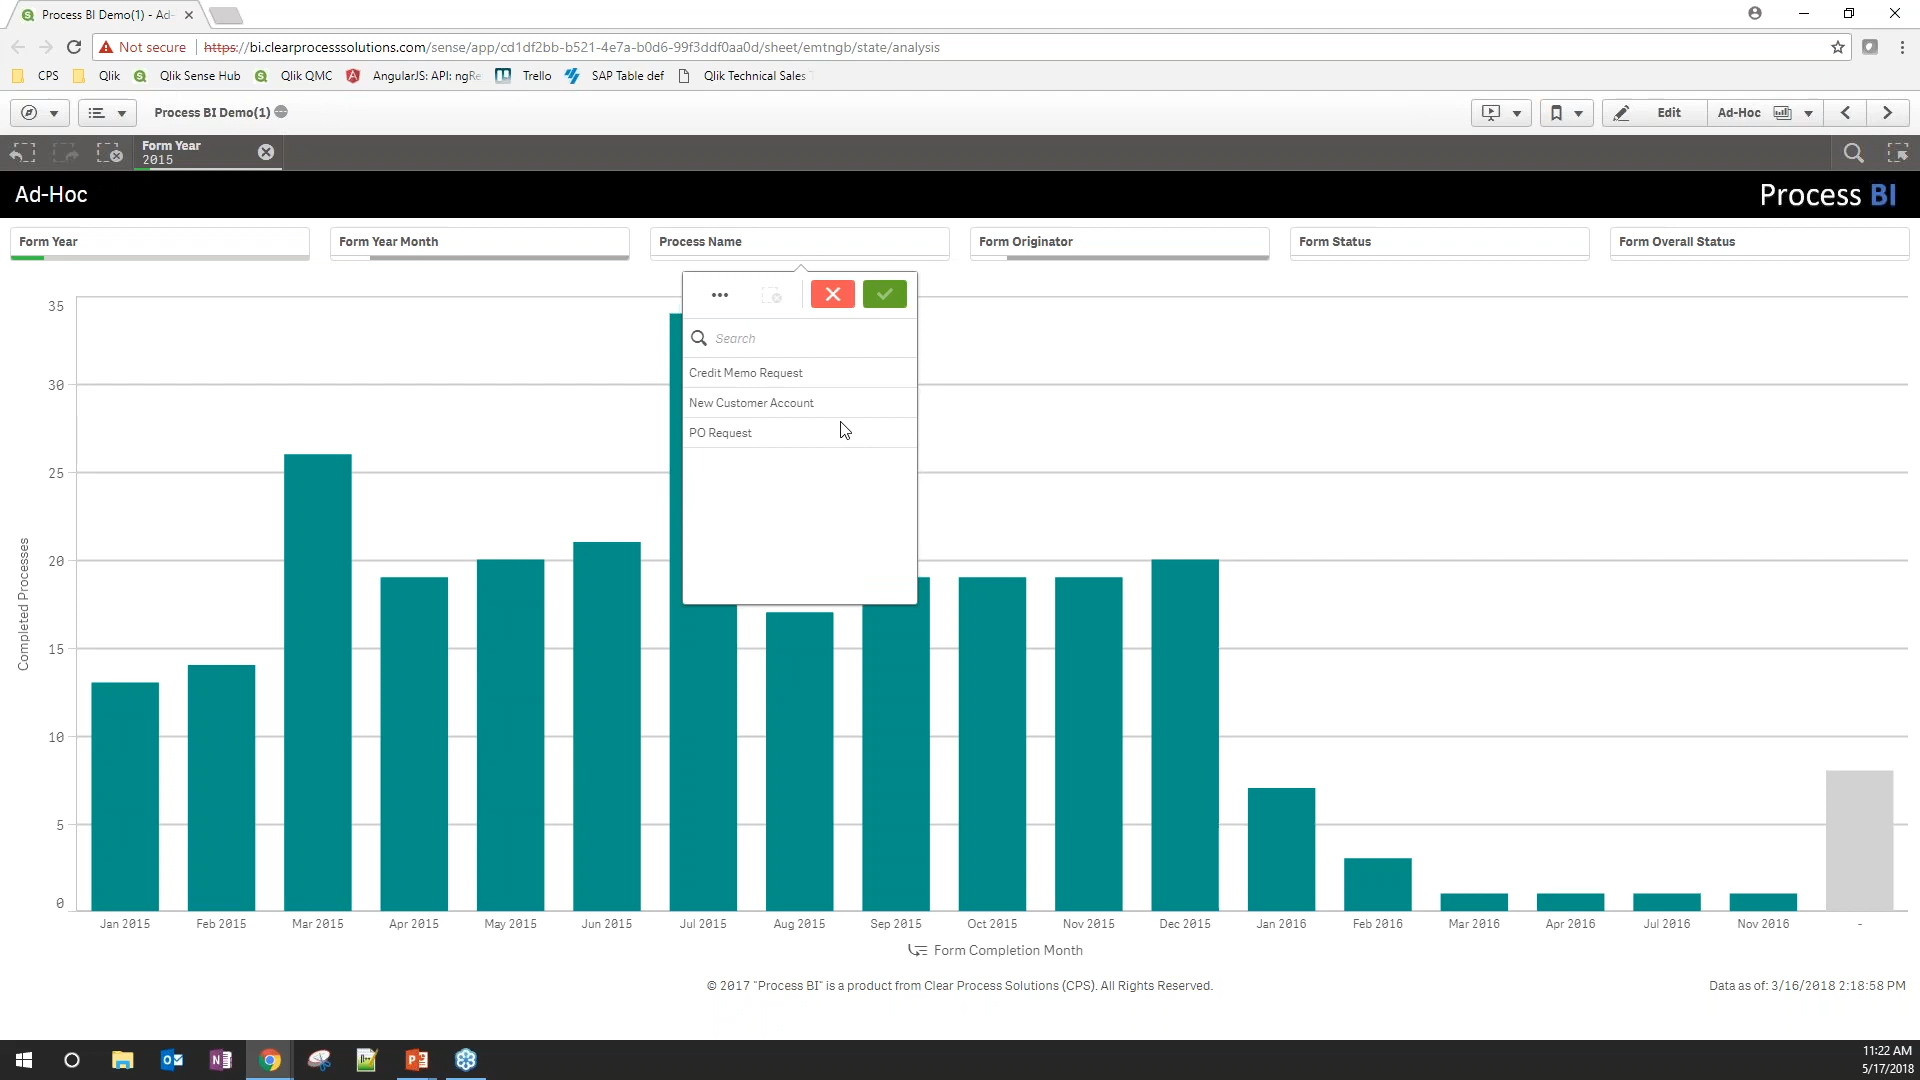 Process BI Demo(1) - Ad-
Not secure https://bi.clearprocesssolutions.com/sense/app/cd1df2bb-b521-4e7a-b0d6-99f3ddf0aa0d/sheet/emtngb/state/analysis
CPS Qlik Qlik Sense Hub Qlik QMC AngularJS: API: ngRe Trello SAP Table def Qlik Technical Sales
Process BI Demo(1) Edit Ad-Hoc
Form Year
2015
Ad-Hoc Process BI
Form Year Form Year Month Process Name Form Originator Form Status Form Overall Status
Search
Credit Memo Request
New Customer Account
PO Request
35
30
25
20
15
10
5
0
Completed Processes
Jan 2015 Feb 2015 Mar 2015 Apr 2015 May 2015 Jun 2015 Jul 2015 Aug 2015 Sep 2015 Oct 2015 Nov 2015 Dec 2015 Jan 2016 Feb 2016 Mar 2016 Apr 2016 Jul 2016 Nov 2016 -
Form Completion Month
© 2017 "Process BI" is a product from Clear Process Solutions (CPS). All Rights Reserved.
Data as of: 3/16/2018 2:18:58 PM
11:22 AM
5/17/2018